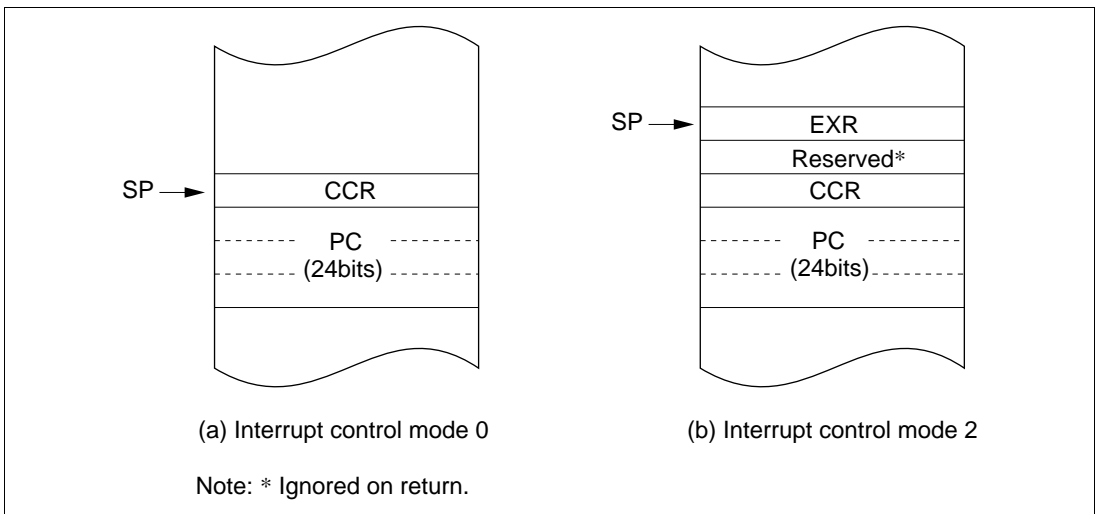 SP
CCR
PC
(24bits)
(a) Interrupt control mode 0
SP
EXR
Reserved*
CCR
PC
(24bits)
(b) Interrupt control mode 2
Note: * Ignored on return.